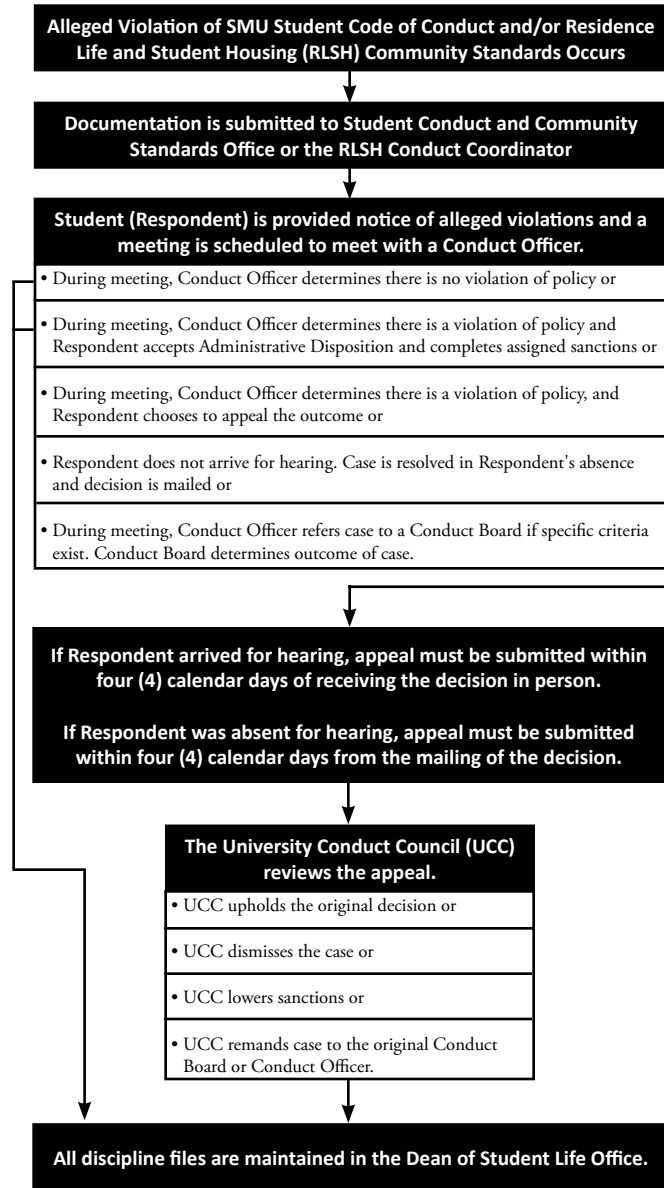 Alleged Violation of SMU Student Code of Conduct and/or Residence
Life and Student Housing (RLSH) Community Standards Occurs
Documentation is submitted to Student Conduct and Community
Standards Office or the RLSH Conduct Coordinator
Student (Respondent) is provided notice of alleged violations and a
meeting is scheduled to meet with a Conduct Officer.
• During meeting, Conduct Officer determines there is no violation of policy or
• During meeting, Conduct Officer determines there is a violation of policy and
Respondent accepts Administrative Disposition and completes assigned sanctions or
• During meeting, Conduct Officer determines there is a violation of policy, and
Respondent chooses to appeal the outcome or
• Respondent does not arrive for hearing. Case is resolved in Respondent's absence
and decision is mailed or
• During meeting, Conduct Officer refers case to a Conduct Board if specific criteria
exist. Conduct Board determines outcome of case.
If Respondent arrived for hearing, appeal must be submitted within
four (4) calendar days of receiving the decision in person.
If Respondent was absent for hearing, appeal must be submitted
within four (4) calendar days from the mailing of the decision.
The University Conduct Council (UCC)
reviews the appeal.
• UCC upholds the original decision or
• UCC dismisses the case or
• UCC lowers sanctions or
• UCC remands case to the original Conduct
Board or Conduct Officer.
All discipline files are maintained in the Dean of Student Life Office.